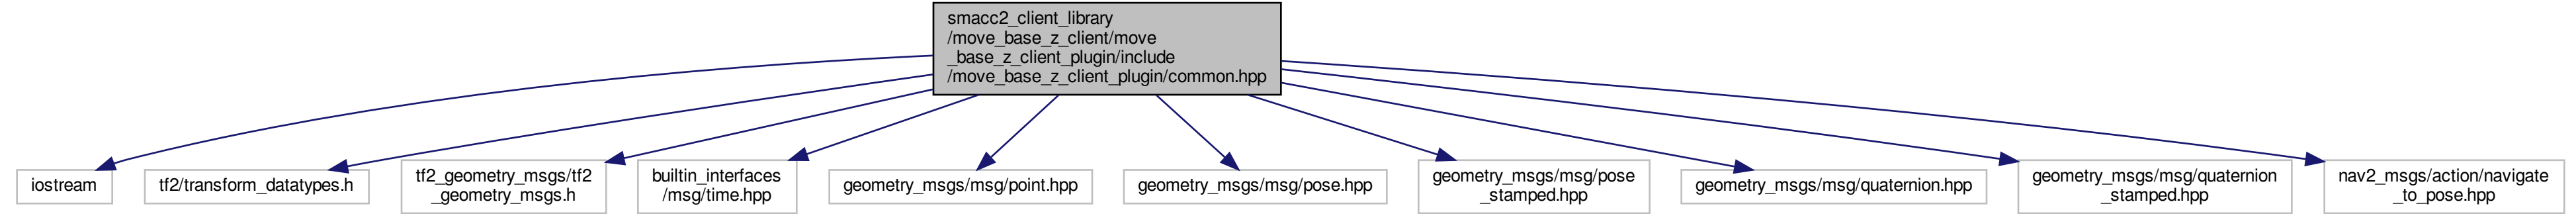 smacc2_client_library
/move_base_z_client/move
_base_z_client_plugin/include
/move_base_z_client_plugin/common.hpp
iostream
tf2/transform_datatypes.h
tf2_geometry_msgs/tf2
_geometry_msgs.h
builtin_interfaces
/msg/time.hpp
geometry_msgs/msg/point.hpp
geometry_msgs/msg/pose.hpp
geometry_msgs/msg/pose
_stamped.hpp
geometry_msgs/msg/quaternion.hpp
geometry_msgs/msg/quaternion
_stamped.hpp
nav2_msgs/action/navigate
_to_pose.hpp